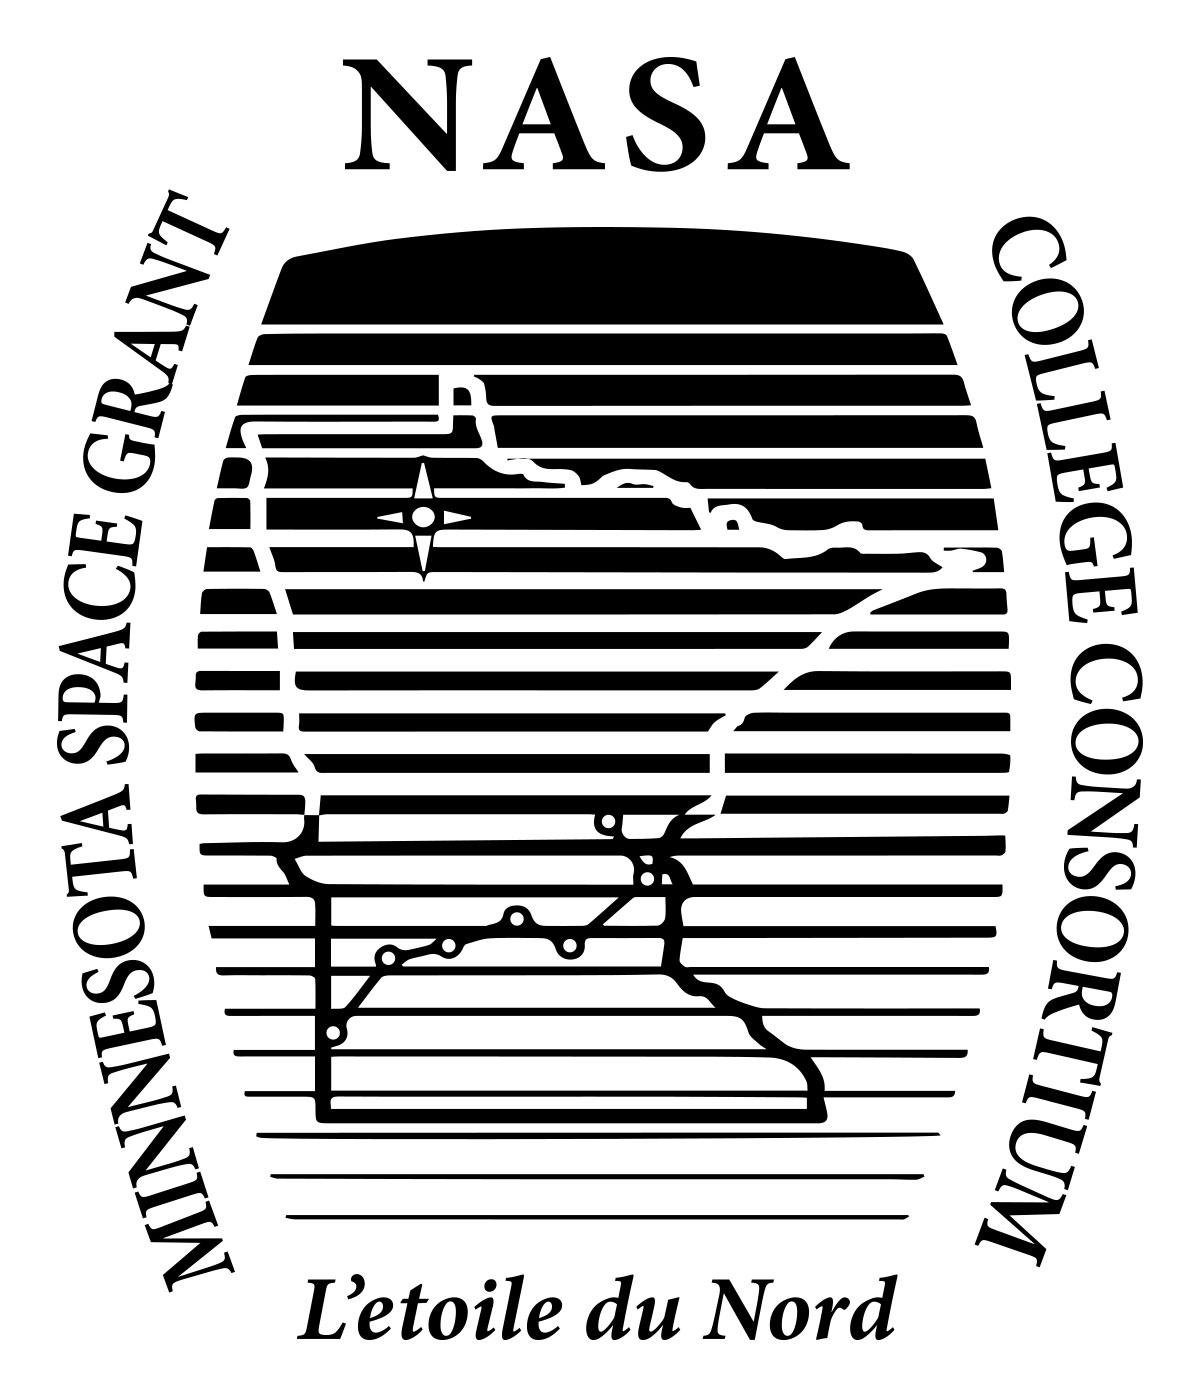 NASA
MINNESOTA SPACE GRANT
COLLEGE CONSORTIUM
L'etoile du Nord